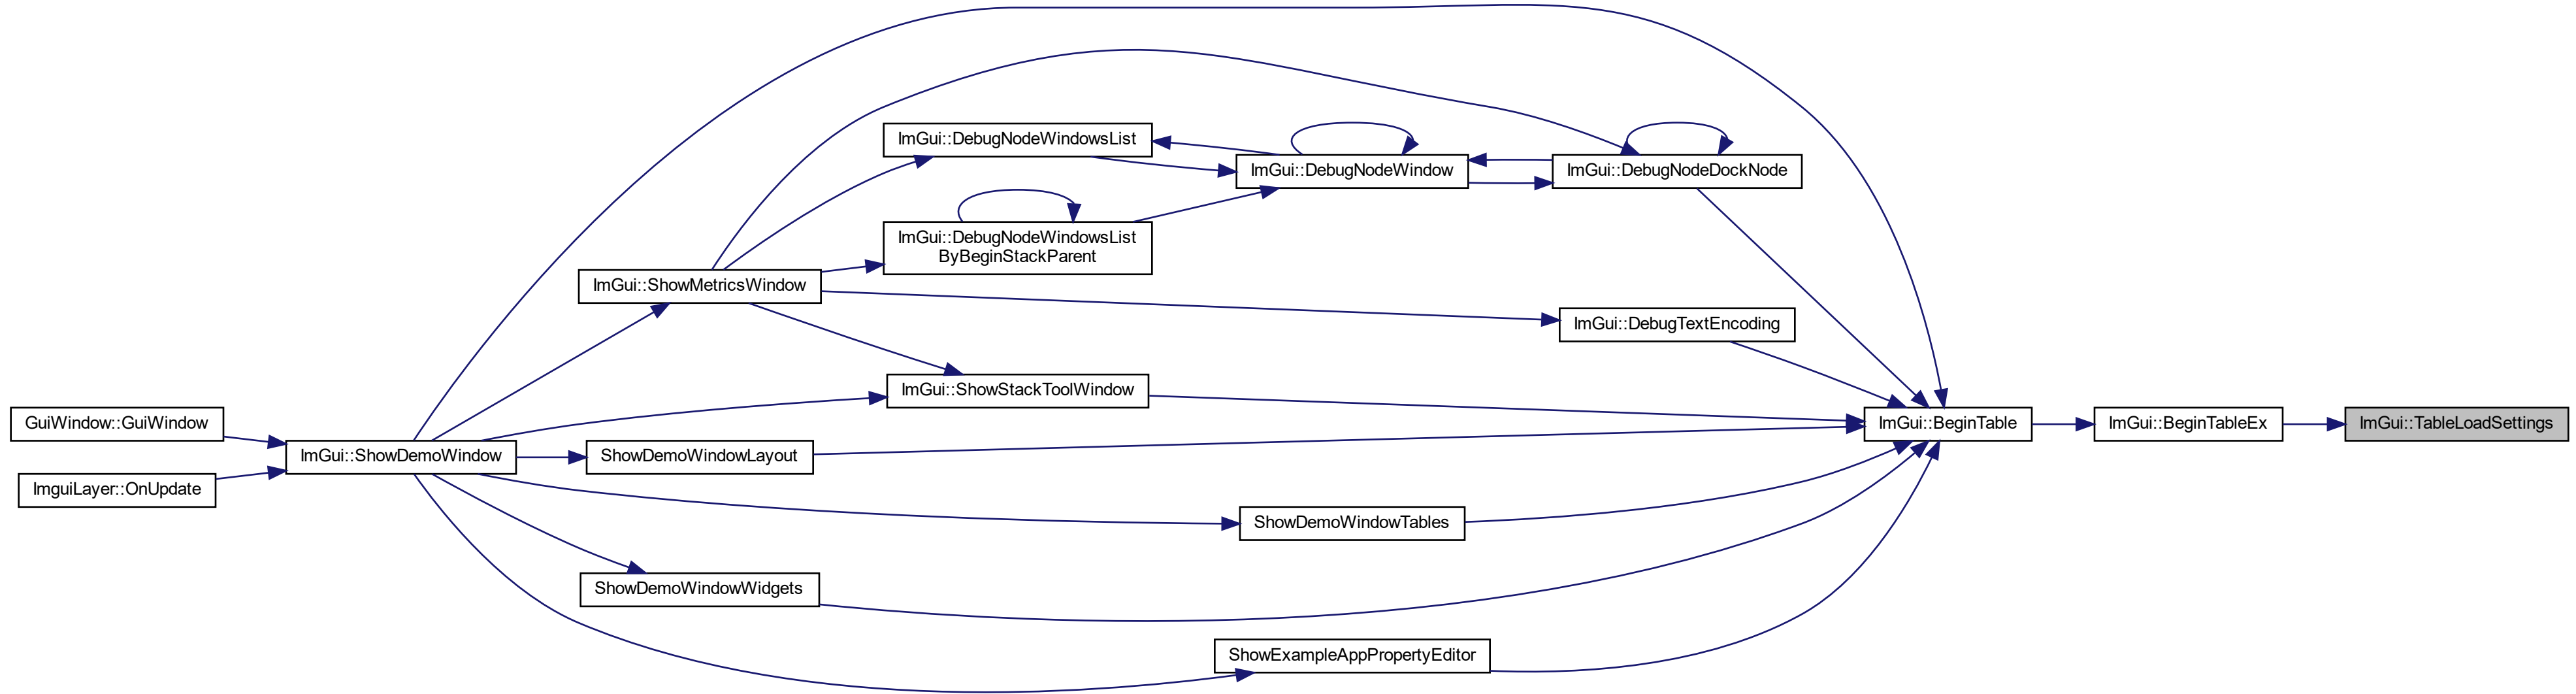 ImGui::DebugNodeWindowsList
ImGui::DebugNodeWindow
ImGui::DebugNodeDockNode
ImGui::DebugNodeWindowsList
ByBeginStackParent
ImGui::ShowMetricsWindow
ImGui::DebugTextEncoding
ImGui::ShowStackToolWindow
GuiWindow::GuiWindow
ImGui::BeginTable
ImGui::BeginTableEx
ImGui::TableLoadSettings
ImGui::ShowDemoWindow
ShowDemoWindowLayout
ImguiLayer::OnUpdate
ShowDemoWindowTables
ShowDemoWindowWidgets
ShowExampleAppPropertyEditor